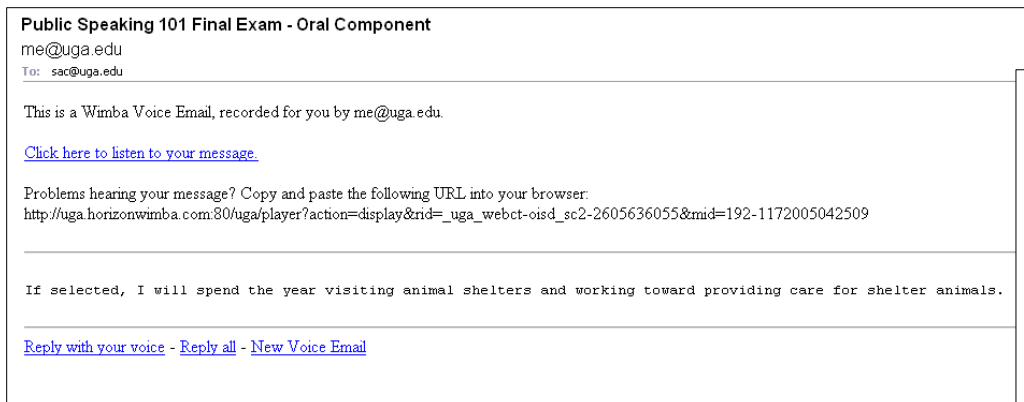 Public Speaking 101 Final Exam - Oral Component
me@uga.edu
To: sac@uga.edu
This is a Wimba Voice Email, recorded for you by me@uga.edu.
Click here to listen to your message.
Problems hearing your message? Copy and paste the following URL into your browser:
http://uga.horizonwimba.com:80/uga/player?action=display&rid=_uga_webct-oisd_sc2-2605636055&mid=192-1172005042509
If selected, I will spend the year visiting animal shelters and working toward providing care for shelter animals.
Reply with your voice - Reply all - New Voice Email